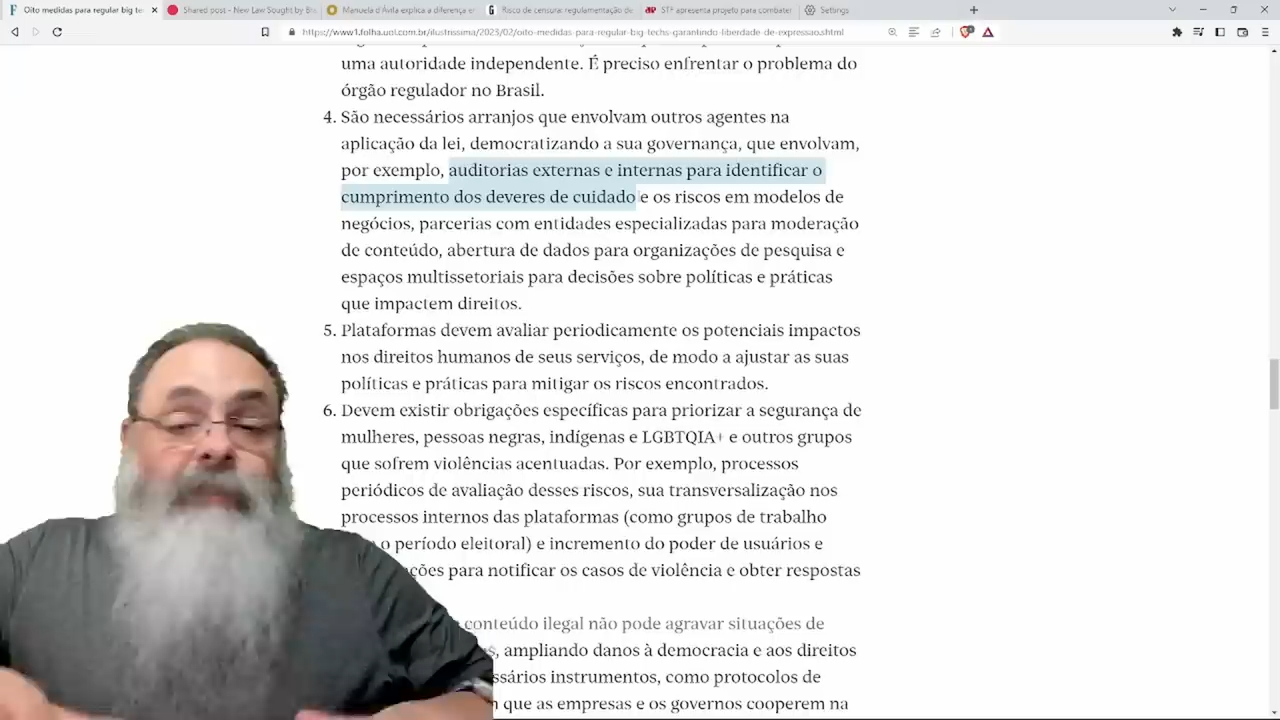 Oito medidas para regular big te
Shared post - New Law Sought by Br
Manuela d'Ávila explica a diferença er
Risco de censura: regulamentação de
STF apresenta projeto para combater
Settings
https://www1.folha.uol.com.br/ilustrissima/2023/02/oito-medidas-para-regular-big-techs-garantindo-liberdade-de-expressao.shtml
uma autoridade independente. É preciso enfrentar o problema do
órgão regulador no Brasil.
4. São necessários arranjos que envolvam outros agentes na
aplicação da lei, democratizando a sua governança, que envolvam,
por exemplo, auditorias externas e internas para identificar o
cumprimento dos deveres de cuidado e os riscos em modelos de
negócios, parcerias com entidades especializadas para moderação
de conteúdo, abertura de dados para organizações de pesquisa e
espaços multissetoriais para decisões sobre políticas e práticas
que impactem direitos.
5. Plataformas devem avaliar periodicamente os potenciais impactos
nos direitos humanos de seus serviços, de modo a ajustar as suas
políticas e práticas para mitigar os riscos encontrados.
6. Devem existir obrigações específicas para priorizar a segurança de
mulheres, pessoas negras, indígenas e LGBTQIA+ e outros grupos
que sofrem violências acentuadas. Por exemplo, processos
periódicos de avaliação desses riscos, sua transversalização nos
processos internos das plataformas (como grupos de trabalho
o período eleitoral) e incremento do poder de usuários e
ções para notificar os casos de violência e obter respostas
conteúdo ilegal não pode agravar situações de
ampliando danos à democracia e aos direitos
ssários instrumentos, como protocolos de
que as empresas e os governos cooperem na